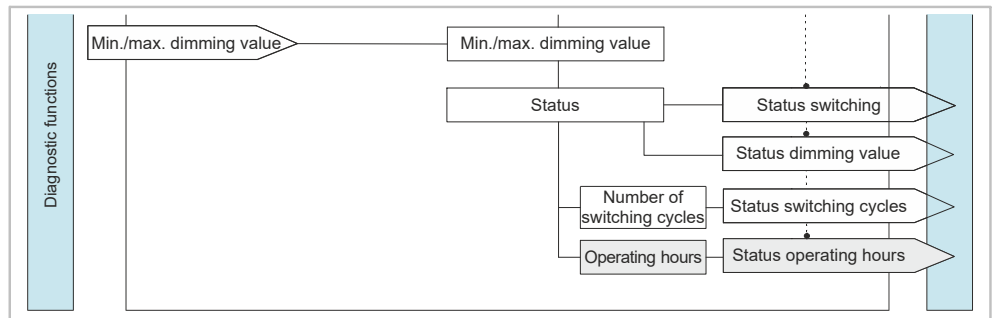 Diagnostic functions
Min./max. dimming value
Min./max. dimming value
Status
Status switching
Status dimming value
Number of
switching cycles
Status switching cycles
Operating hours
Status operating hours